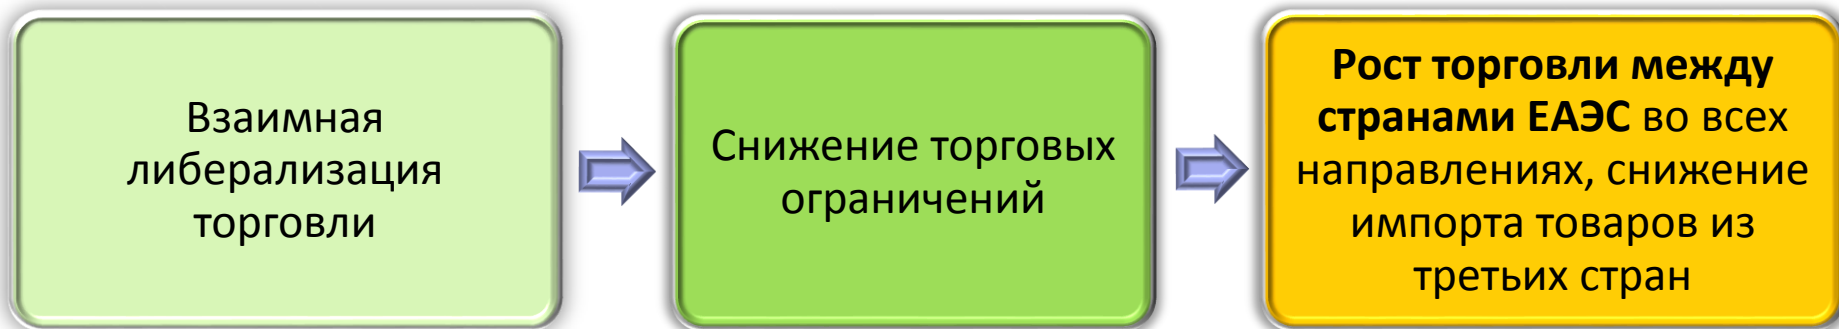 Взаимная
либерализация
торговли
Снижение торговых
ограничений
Рост торговли между
странами ЕАЭС во всех
направлениях, снижение
импорта товаров из
третьих стран